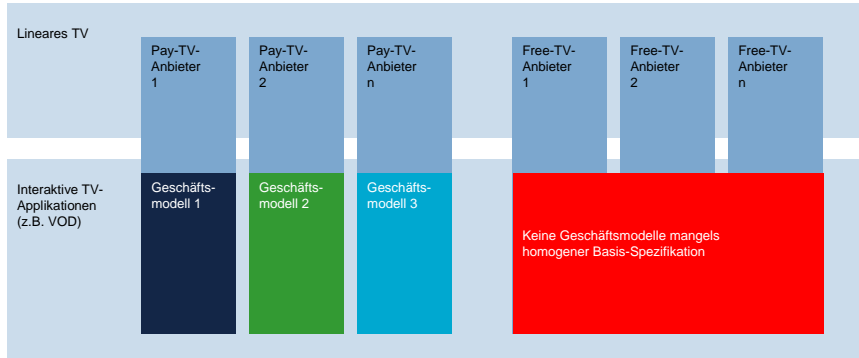 Lineares TV
Pay-TV-
Anbieter
1
Pay-TV-
Anbieter
2
Pay-TV-
Anbieter
n
Free-TV-
Anbieter
1
Free-TV-
Anbieter
2
Free-TV-
Anbieter
n
Interaktive TV-
Applikationen
(z.B. VOD)
Geschäfts-
modell 1
Geschäfts-
modell 2
Geschäfts-
modell 3
Keine Geschäftsmodelle mangels
homogener Basis-Spezifikation